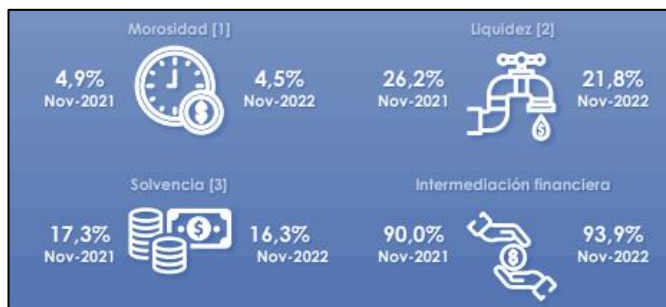 Morosidad [1]
4,9%
Nov-2021
4,5%
Nov-2022
Liquidez [2]
26,2%
Nov-2021
21,8%
Nov-2022
Solvencia [3]
17,3%
Nov-2021
16,3%
Nov-2022
Intermediación financiera
90,0%
Nov-2021
93,9%
Nov-2022